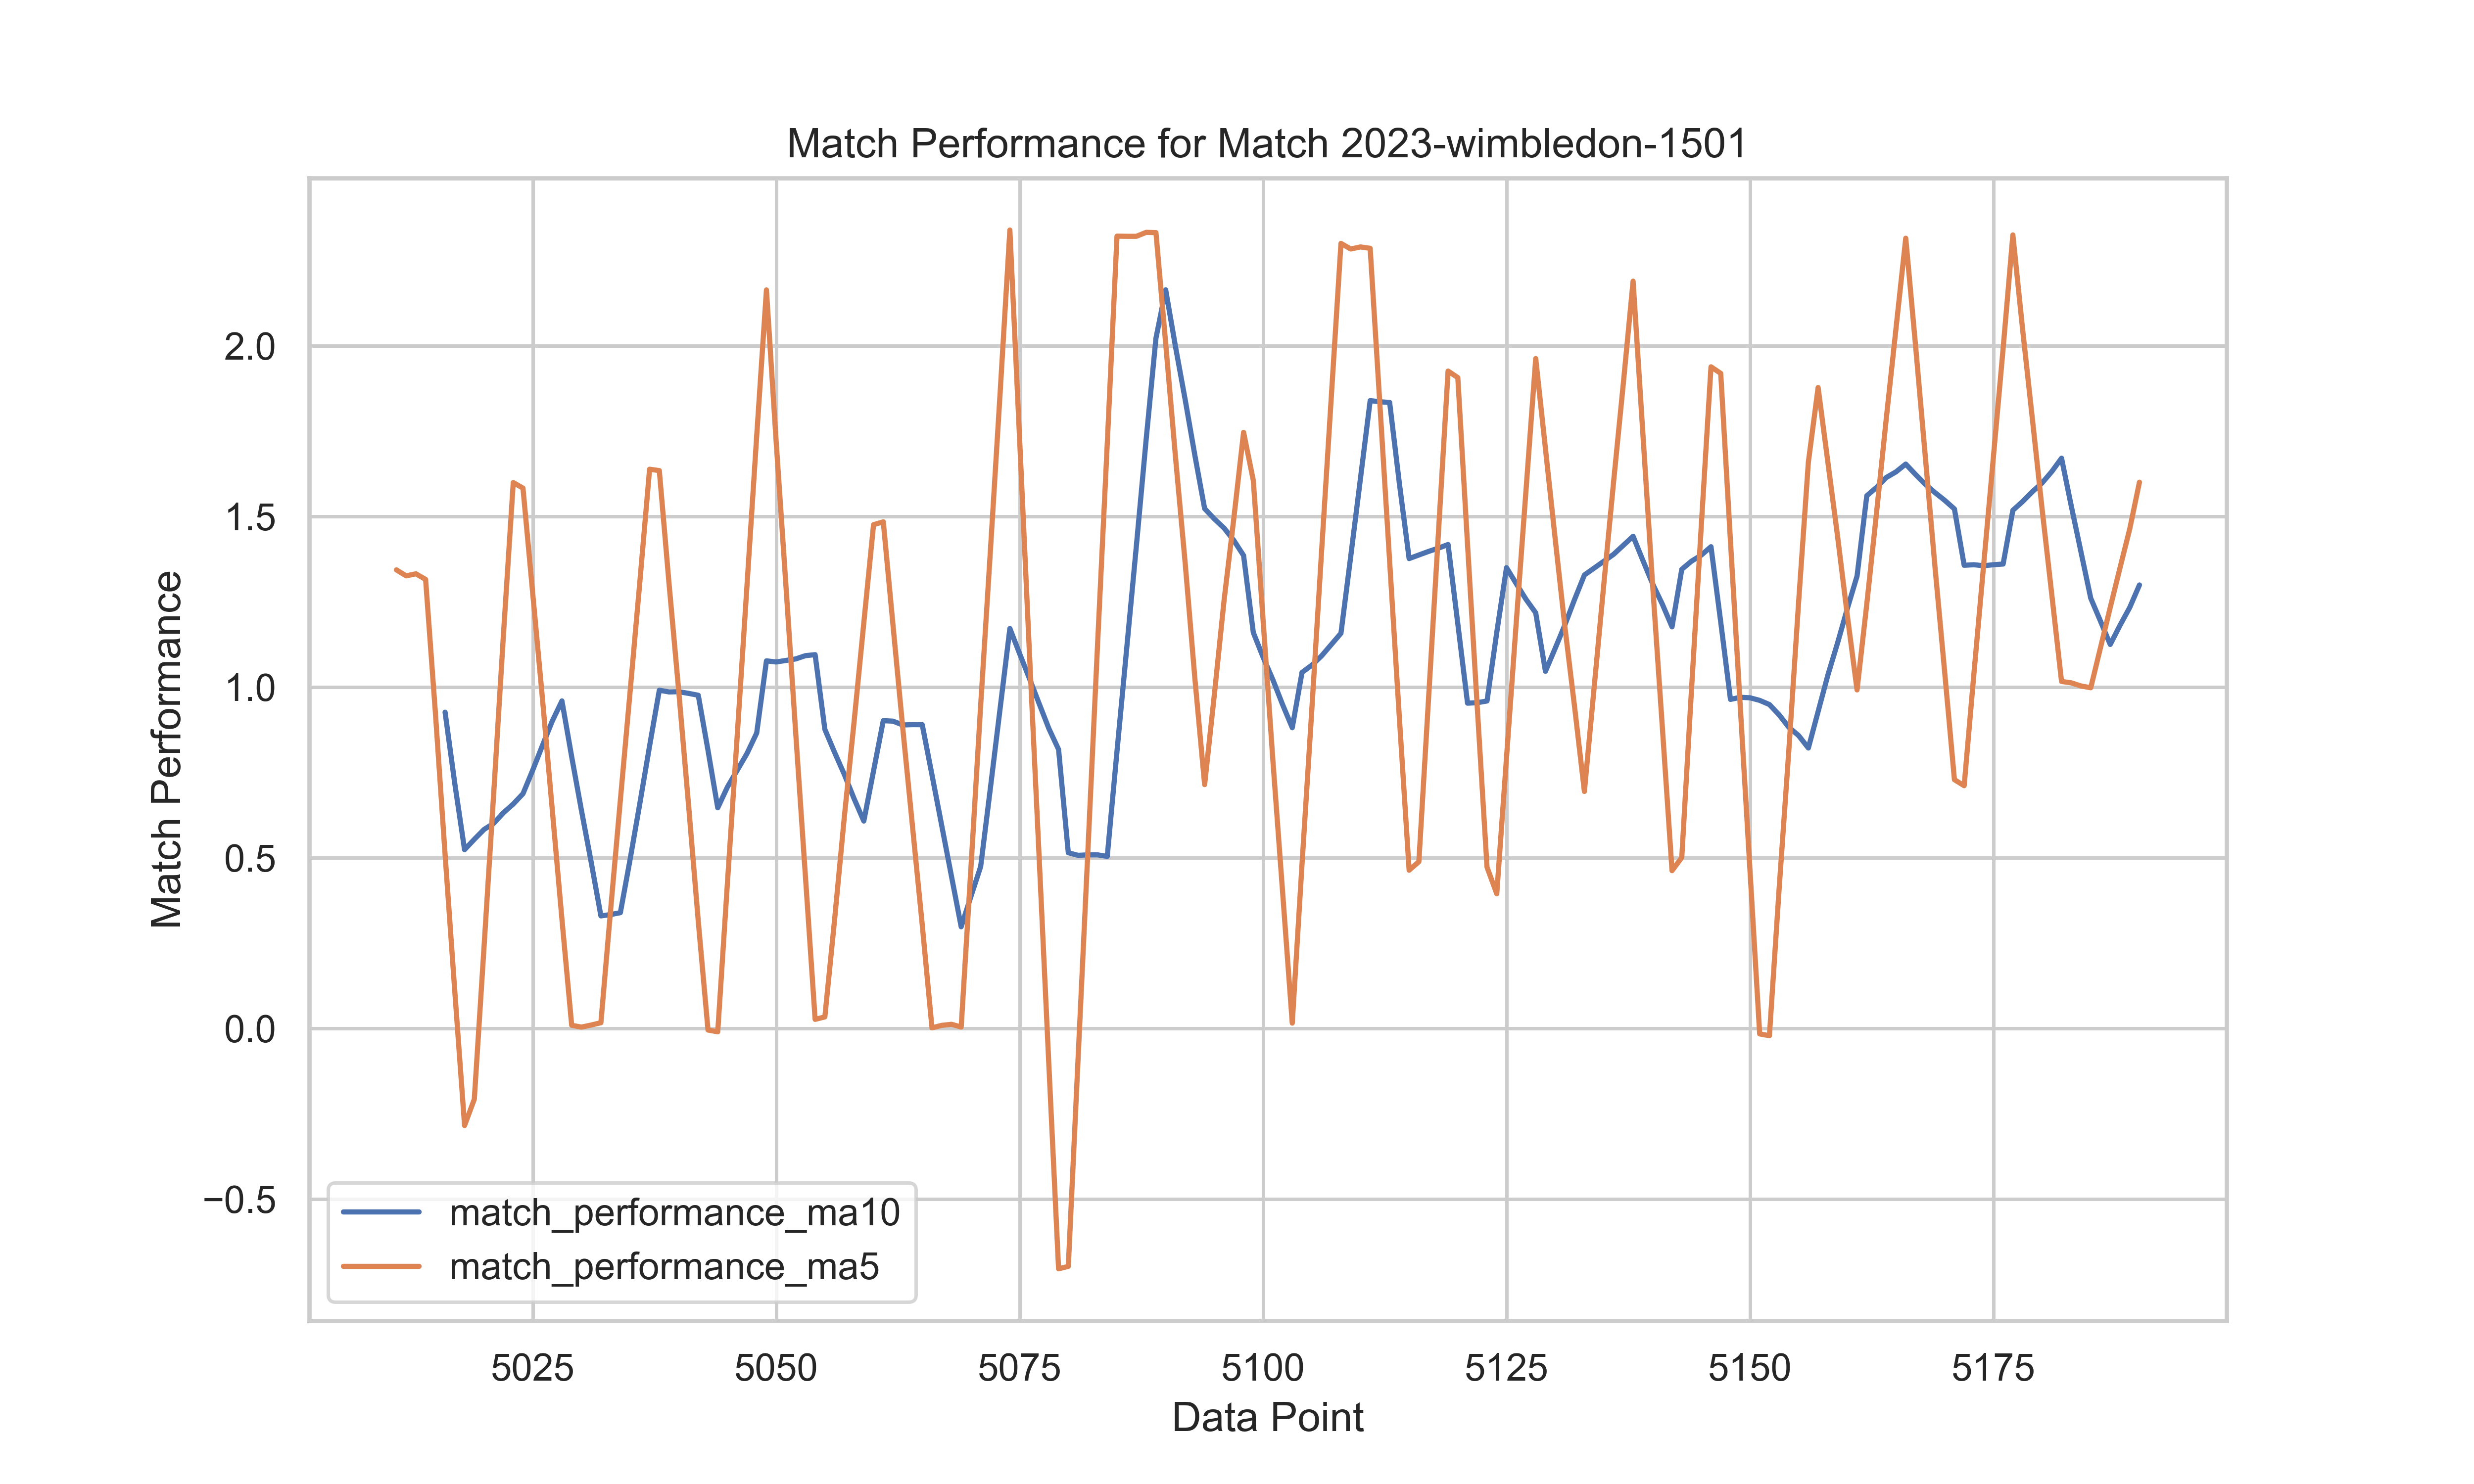 Match Performance for Match 2023-wimbledon-1501
Match Performance
2.0
1.5
1.0
0.5
0.0
−0.5
match_performance_ma10
match_performance_ma5
5025 5050 5075 5100 5125 5150 5175
Data Point